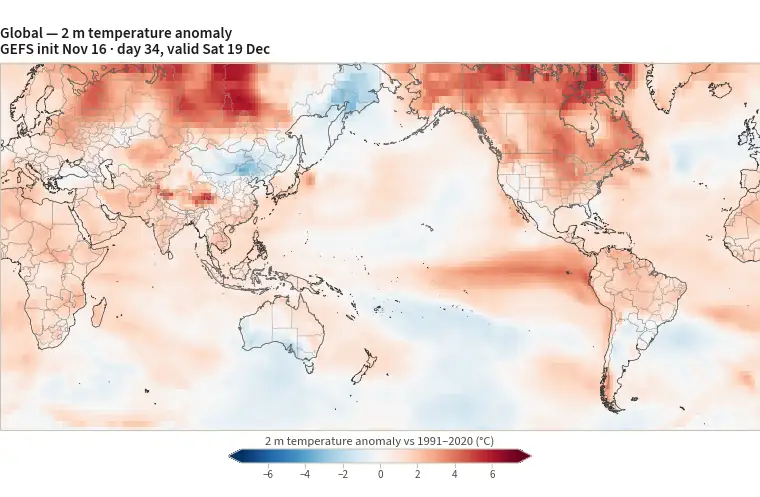 Global — 2 m temperature anomaly
GEFS init Nov 16 · day 34, valid Sat 19 Dec
2 m temperature anomaly vs 1991–2020 (°C)
−6 −4 −2 0 2 4 6